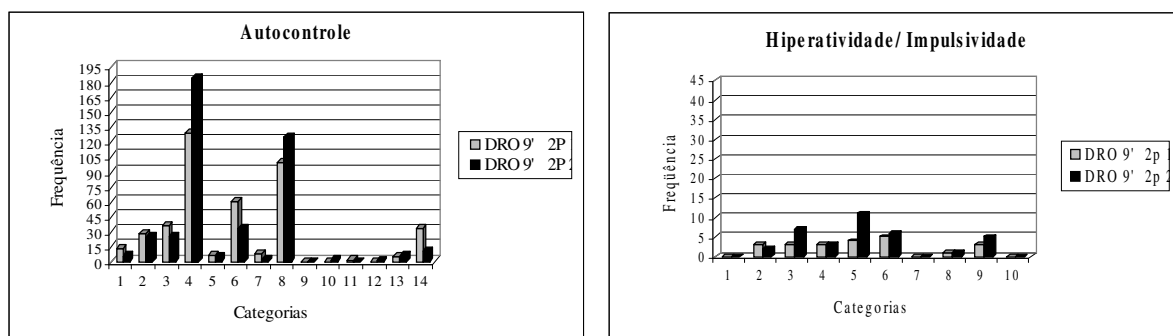 Autocontrole
Frequência
195
180
165
150
135
120
105
90
75
60
45
30
15
0
1 2 3 4 5 6 7 8 9 10 11 12 13 14
Categorias
DRO 9' 2P
DRO 9' 2P 2
Hiperatividade/ Impulsividade
Freqüência
45
40
35
30
25
20
15
10
5
0
1 2 3 4 5 6 7 8 9 10
Categorias
DRO 9' 2p 1
DRO 9' 2p 2